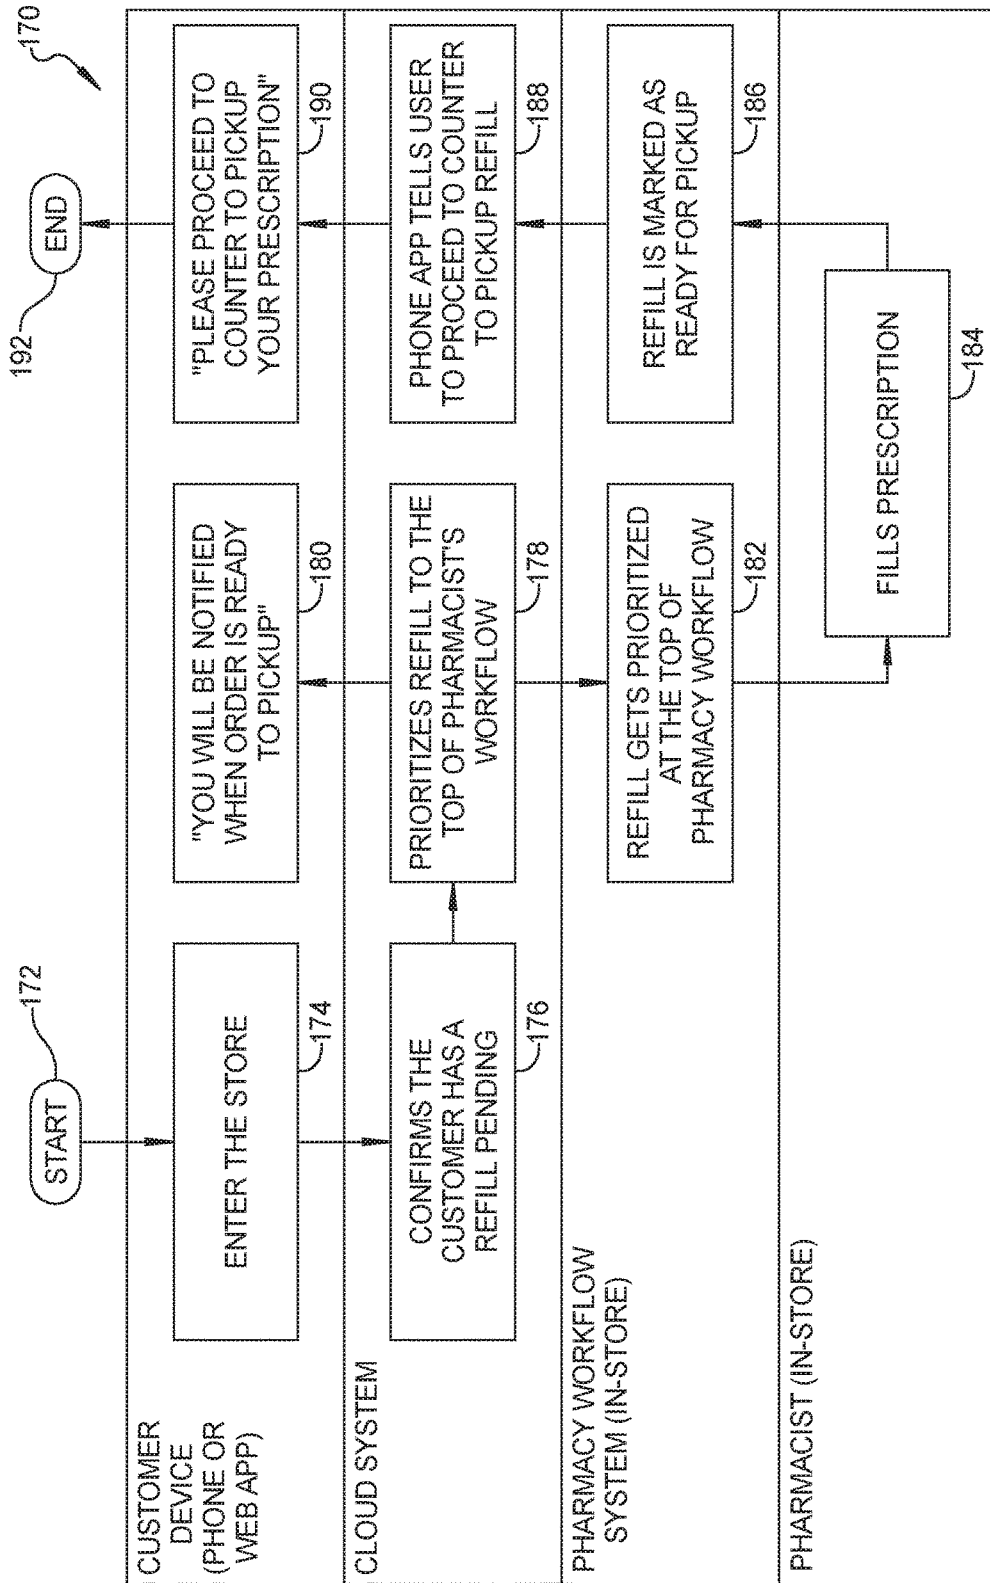 172
START
END
192
170
CUSTOMER
DEVICE
(PHONE OR
WEB APP)
ENTER THE STORE
174
"YOU WILL BE NOTIFIED
WHEN ORDER IS READY
TO PICKUP"
180
"PLEASE PROCEED TO
COUNTER TO PICKUP
YOUR PRESCRIPTION"
190
CLOUD SYSTEM
CONFIRMS THE
CUSTOMER HAS A
REFILL PENDING
176
PRIORITIZES REFILL TO THE
TOP OF PHARMACIST'S
WORKFLOW
178
PHONE APP TELLS USER
TO PROCEED TO COUNTER
TO PICKUP REFILL
188
PHARMACY WORKFLOW
SYSTEM (IN-STORE)
REFILL GETS PRIORITIZED
AT THE TOP OF
PHARMACY WORKFLOW
182
REFILL IS MARKED AS
READY FOR PICKUP
186
PHARMACIST (IN-STORE)
FILLS PRESCRIPTION
184